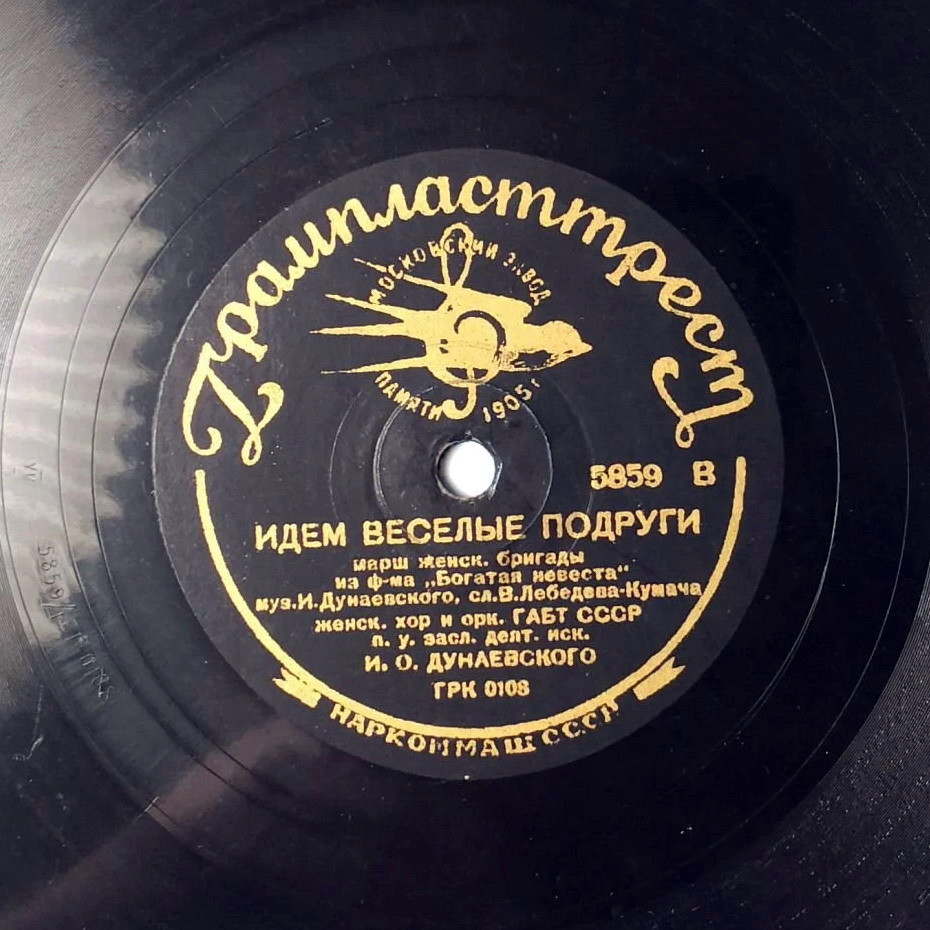 Грампласттрест
МОСКОВСКИЙ ЗАВОД
ПАМЯТИ 1905 г
5859 В
ИДЕМ ВЕСЕЛЫЕ ПОДРУГИ
марш женск. бригады
из ф-ма „Богатая невеста“
муз.И.Дунаевского, сл.В.Лебедева-Кумача
женск. хор и орк. ГАБТ СССР
п. у. засл. деят. иск.
И. О. ДУНАЕВСКОГО
ГРК 0108
НАРКОММАШ СССР